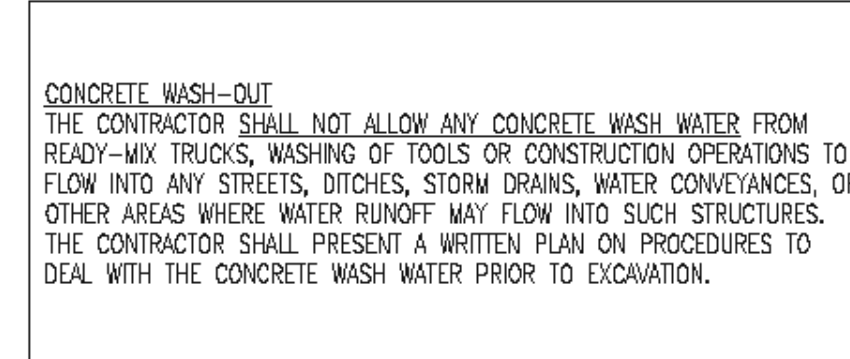 CONCRETE WASH-OUT
THE CONTRACTOR SHALL NOT ALLOW ANY CONCRETE WASH WATER FROM
READY-MIX TRUCKS, WASHING OF TOOLS OR CONSTRUCTION OPERATIONS TO
FLOW INTO ANY STREETS, DITCHES, STORM DRAINS, WATER CONVEYANCES, OR
OTHER AREAS WHERE WATER RUNOFF MAY FLOW INTO SUCH STRUCTURES.
THE CONTRACTOR SHALL PRESENT A WRITTEN PLAN ON PROCEDURES TO
DEAL WITH THE CONCRETE WASH WATER PRIOR TO EXCAVATION.